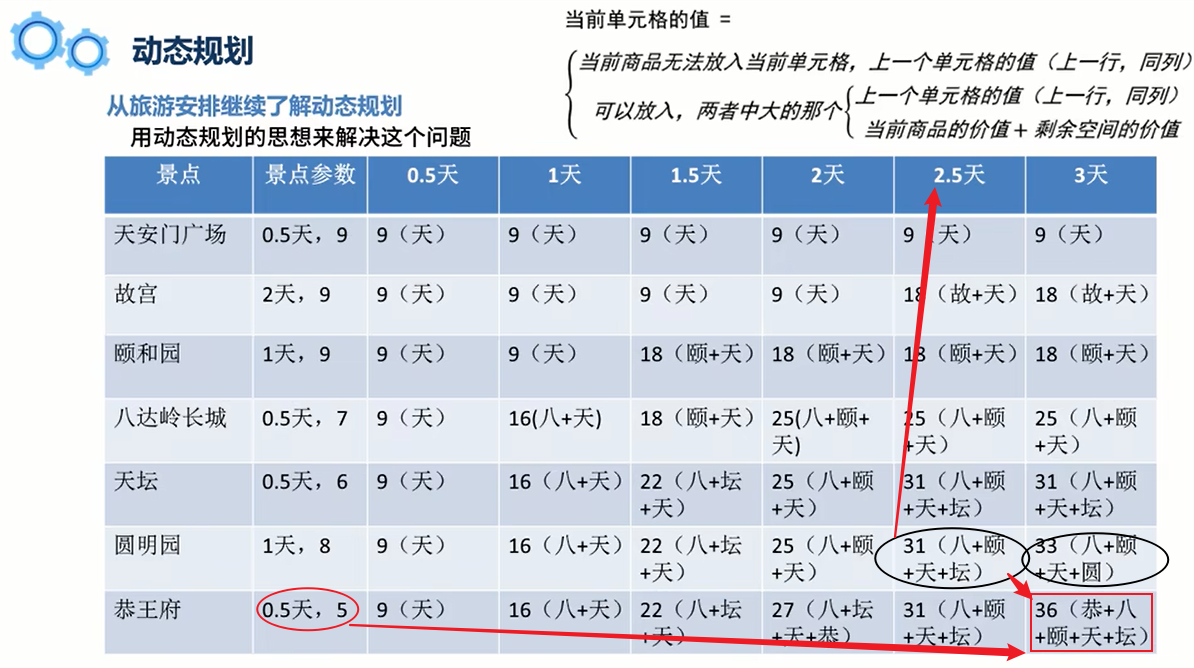 当前单元格的值 =
当前商品无法放入当前单元格，上一个单元格的值（上一行，同列）
可以放入，两者中大的那个
上一个单元格的值（上一行，同列）
当前商品的价值 + 剩余空间的价值
动态规划
从旅游安排继续了解动态规划
用动态规划的思想来解决这个问题
景点 景点参数 0.5天 1天 1.5天 2天 2.5天 3天
天安门广场 0.5天，9 9（天） 9（天） 9（天） 9（天） 9（天） 9（天）
故宫 2天，9 9（天） 9（天） 9（天） 9（天） 18（故+天） 18（故+天）
颐和园 1天，9 9（天） 9（天） 18（颐+天） 18（颐+天） 18（颐+天） 18（颐+天）
八达岭长城 0.5天，7 9（天） 16(八+天) 18（颐+天） 25(八+颐+ 25（八+颐 25（八+颐
天) +天） +天）
天坛 0.5天，6 9（天） 16（八+天） 22（八+坛 25（八+颐 31（八+颐 31（八+颐
+天） +天） +天+坛） +天+坛）
圆明园 1天，8 9（天） 16（八+天） 22（八+坛 25（八+颐 31（八+颐 33（八+颐
+天） +天） +天+坛） +天+圆）
恭王府 0.5天，5 9（天） 16（八+天） 22（八+坛 27（八+坛 31（八+颐 36（恭+八
+天） +天+恭） +天+坛） +颐+天+坛）